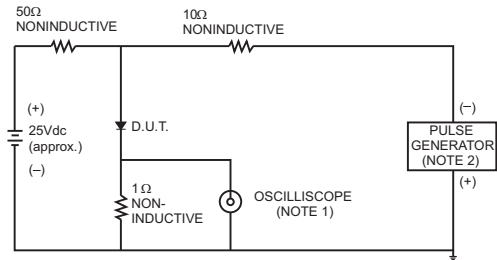 50Ω
NONINDUCTIVE
10Ω
NONINDUCTIVE
(+)
25Vdc
(approx.)
(–)
D.U.T.
1Ω
NON-
INDUCTIVE
OSCILLISCOPE
(NOTE 1)
(–)
PULSE
GENERATOR
(NOTE 2)
(+)